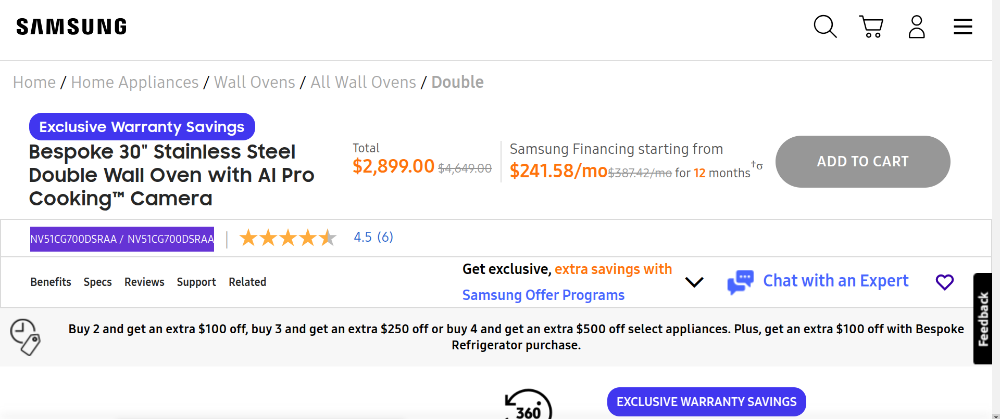 SAMSUNG
Home / Home Appliances / Wall Ovens / All Wall Ovens / Double
Exclusive Warranty Savings
Bespoke 30" Stainless Steel
Double Wall Oven with AI Pro
Cooking™ Camera
Total
$2,899.00 $4,649.00
Samsung Financing starting from
$241.58/mo$387.42/mo for 12 months†σ
ADD TO CART
NV51CG700DSRAA / NV51CG700DSRAA
|
4.5 (6)
Benefits Specs Reviews Support Related
Get exclusive, extra savings with
Samsung Offer Programs
Chat with an Expert
Feedback
Buy 2 and get an extra $100 off, buy 3 and get an extra $250 off or buy 4 and get an extra $500 off select appliances. Plus, get an extra $100 off with Bespoke
Refrigerator purchase.
360
EXCLUSIVE WARRANTY SAVINGS